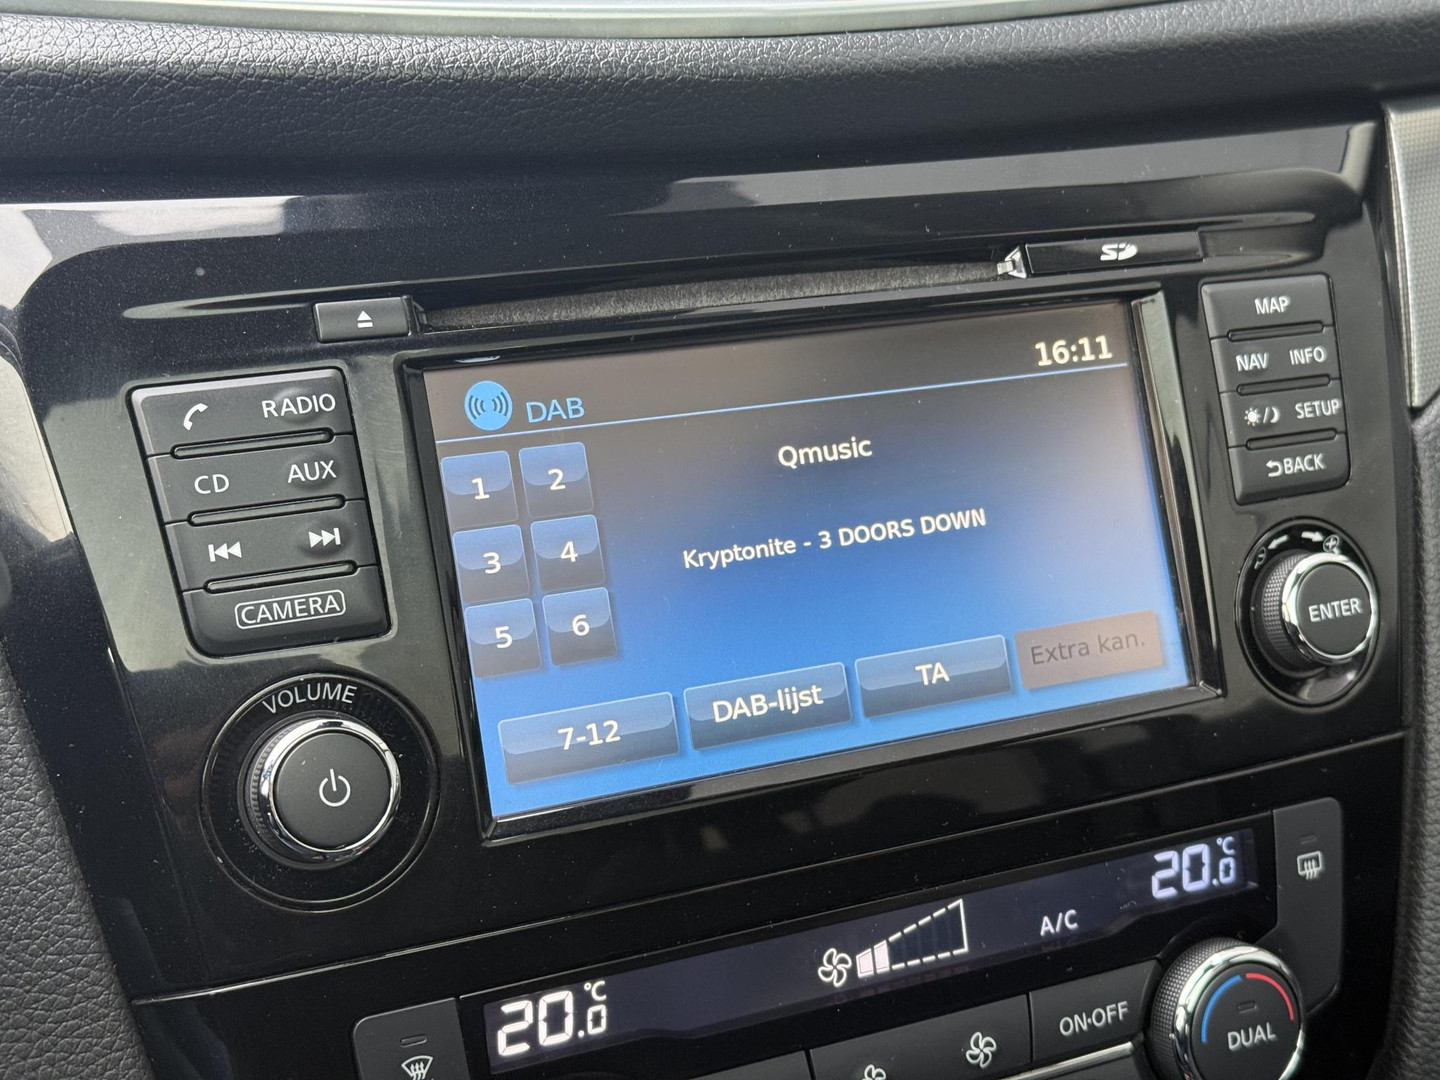 SD
MAP
NAV INFO
SETUP
BACK
ENTER
RADIO
CD AUX
CAMERA
VOLUME
DAB
16:11
Qmusic
Kryptonite - 3 DOORS DOWN
1 2
3 4
5 6
7-12
DAB-lijst
TA
Extra kan.
20.0°C
A/C
20.0°C
ON·OFF
DUAL